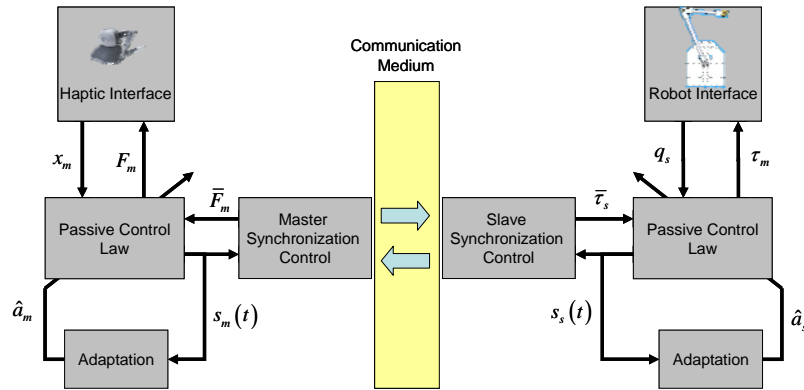 Communication
Medium
Haptic Interface
Robot Interface
x_m
F_m
q_s
τ_m
F̅_m
τ̅_s
Passive Control
Law
Master
Synchronization
Control
Slave
Synchronization
Control
Passive Control
Law
â_m
s_m(t)
s_s(t)
â_s
Adaptation
Adaptation